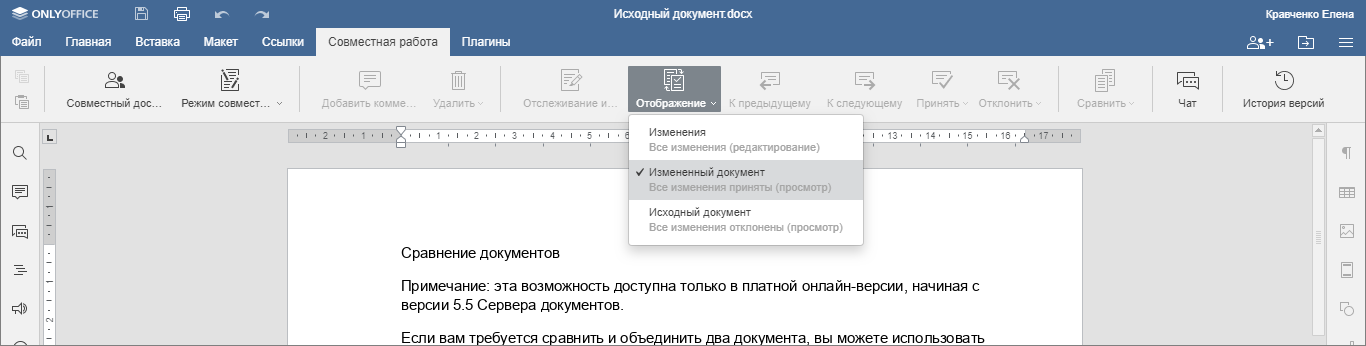 ONLYOFFICE
Исходный документ.docx
Кравченко Елена
Файл Главная Вставка Макет Ссылки Совместная работа Плагины
Совместный дос... Режим совмест... Добавить комме... Удалить Отслеживание и... Отображение К предыдущему К следующему Принять Отклонить Сравнить Чат История версий
Изменения
Все изменения (редактирование)
Измененный документ
Все изменения приняты (просмотр)
Исходный документ
Все изменения отклонены (просмотр)
2 1 1 2 3 4 5 6 13 14 15 16 17
1 1 2
Сравнение документов
Примечание: эта возможность доступна только в платной онлайн-версии, начиная с
версии 5.5 Сервера документов.
Если вам требуется сравнить и объединить два документа, вы можете использовать